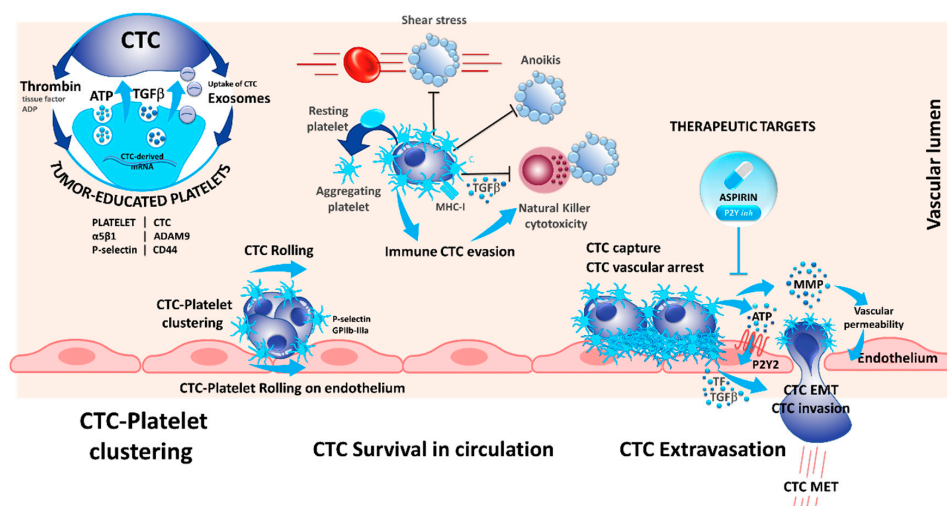 CTC
Thrombin
tissue factor
ADP
ATP
TGFβ
Uptake of CTC
Exosomes
CTC-derived
mRNA
TUMOR-EDUCATED PLATELETS
PLATELET | CTC
α5β1 | ADAM9
P-selectin | CD44
Shear stress
Anoikis
Resting
platelet
Aggregating
platelet
MHC-I
TGFβ
Natural Killer
cytotoxicity
Immune CTC evasion
THERAPEUTIC TARGETS
ASPIRIN
P2Y inh
Vascular lumen
CTC Rolling
CTC-Platelet
clustering
P-selectin
GPIIb-IIIa
CTC-Platelet Rolling on endothelium
CTC capture
CTC vascular arrest
MMP
ATP
Vascular
permeability
P2Y2
Endothelium
TF
TGFβ
CTC EMT
CTC invasion
CTC MET
CTC-Platelet
clustering
CTC Survival in circulation
CTC Extravasation